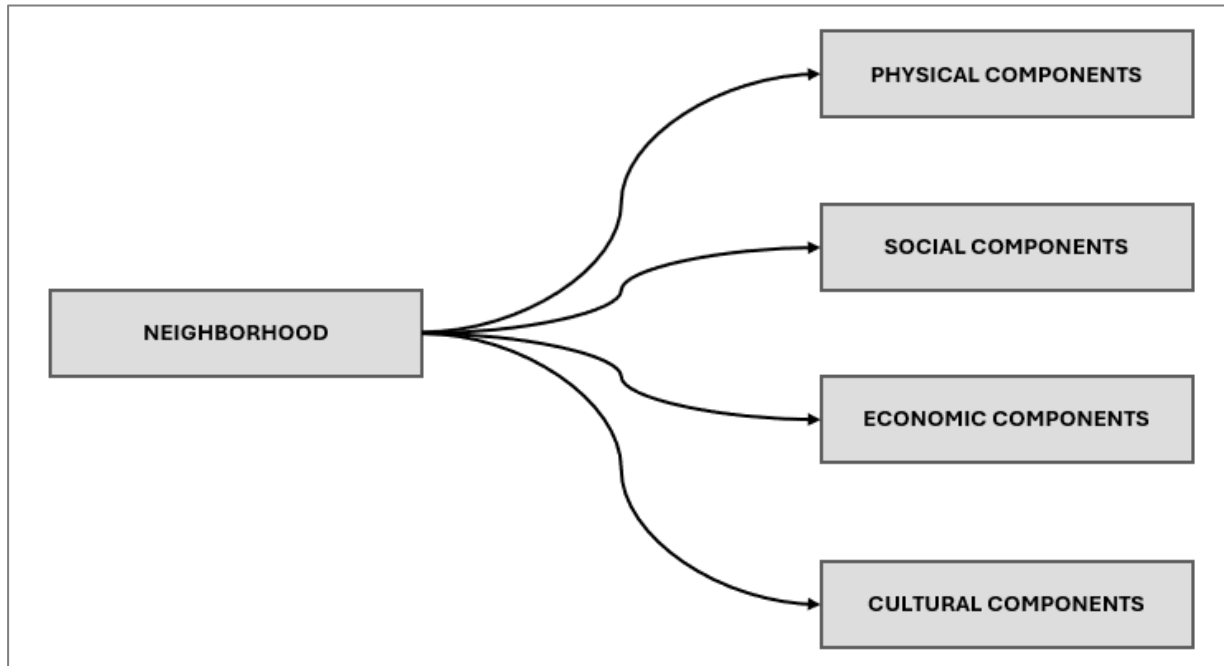 PHYSICAL COMPONENTS
SOCIAL COMPONENTS
NEIGHBORHOOD
ECONOMIC COMPONENTS
CULTURAL COMPONENTS